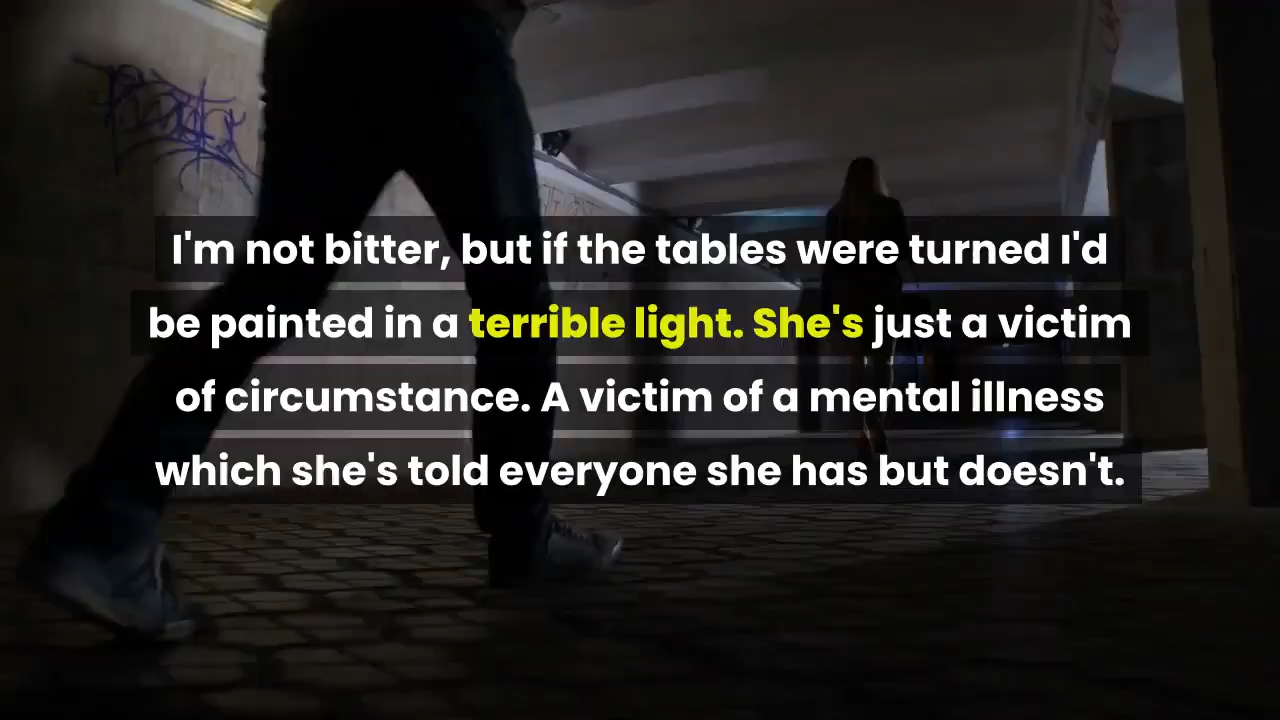 I'm not bitter, but if the tables were turned I'd
be painted in a terrible light. She's just a victim
of circumstance. A victim of a mental illness
which she's told everyone she has but doesn't.